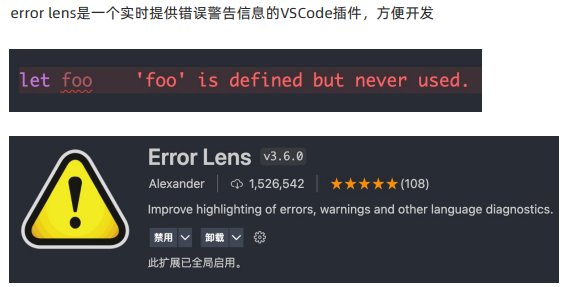 error lens是一个实时提供错误警告信息的VSCode插件，方便开发
let foo 'foo' is defined but never used.
Error Lens v3.6.0
Alexander 1,526,542 ★★★★★(108)
Improve highlighting of errors, warnings and other language diagnostics.
禁用 卸载
此扩展已全局启用。